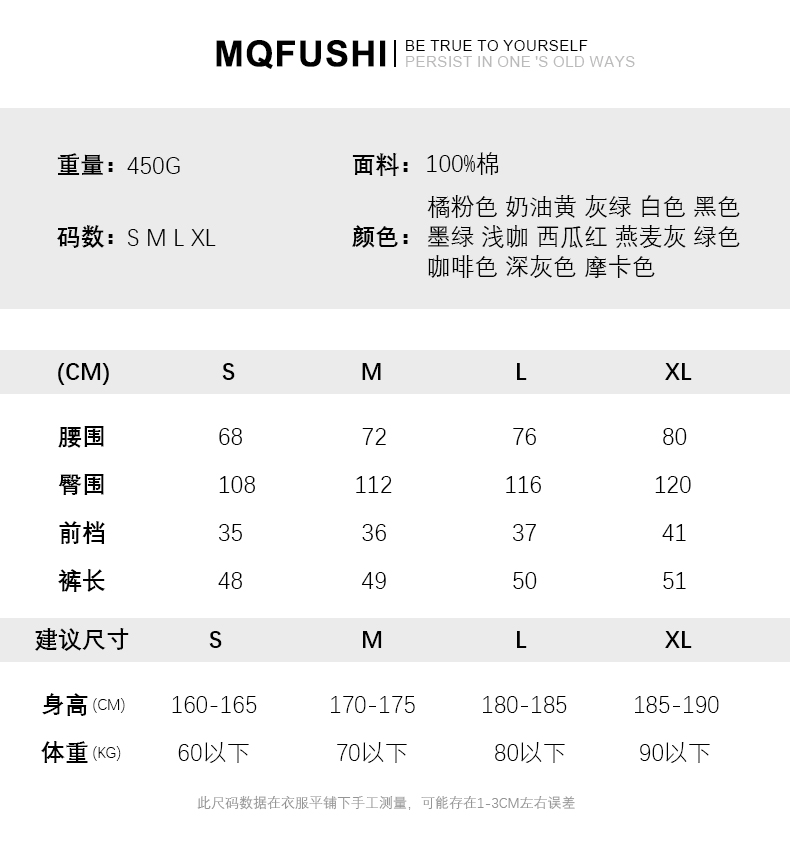 MQFUSHI
BE TRUE TO YOURSELF
PERSIST IN ONE 'S OLD WAYS
重量：450G
面料：100%棉
码数：S M L XL
颜色：橘粉色 奶油黄 灰绿 白色 黑色
墨绿 浅咖 西瓜红 燕麦灰 绿色
咖啡色 深灰色 摩卡色
(CM) S M L XL
腰围 68 72 76 80
臀围 108 112 116 120
前档 35 36 37 41
裤长 48 49 50 51
建议尺寸 S M L XL
身高(CM) 160-165 170-175 180-185 185-190
体重(KG) 60以下 70以下 80以下 90以下
此尺码数据在衣服平铺下手工测量，可能存在1-3CM左右误差